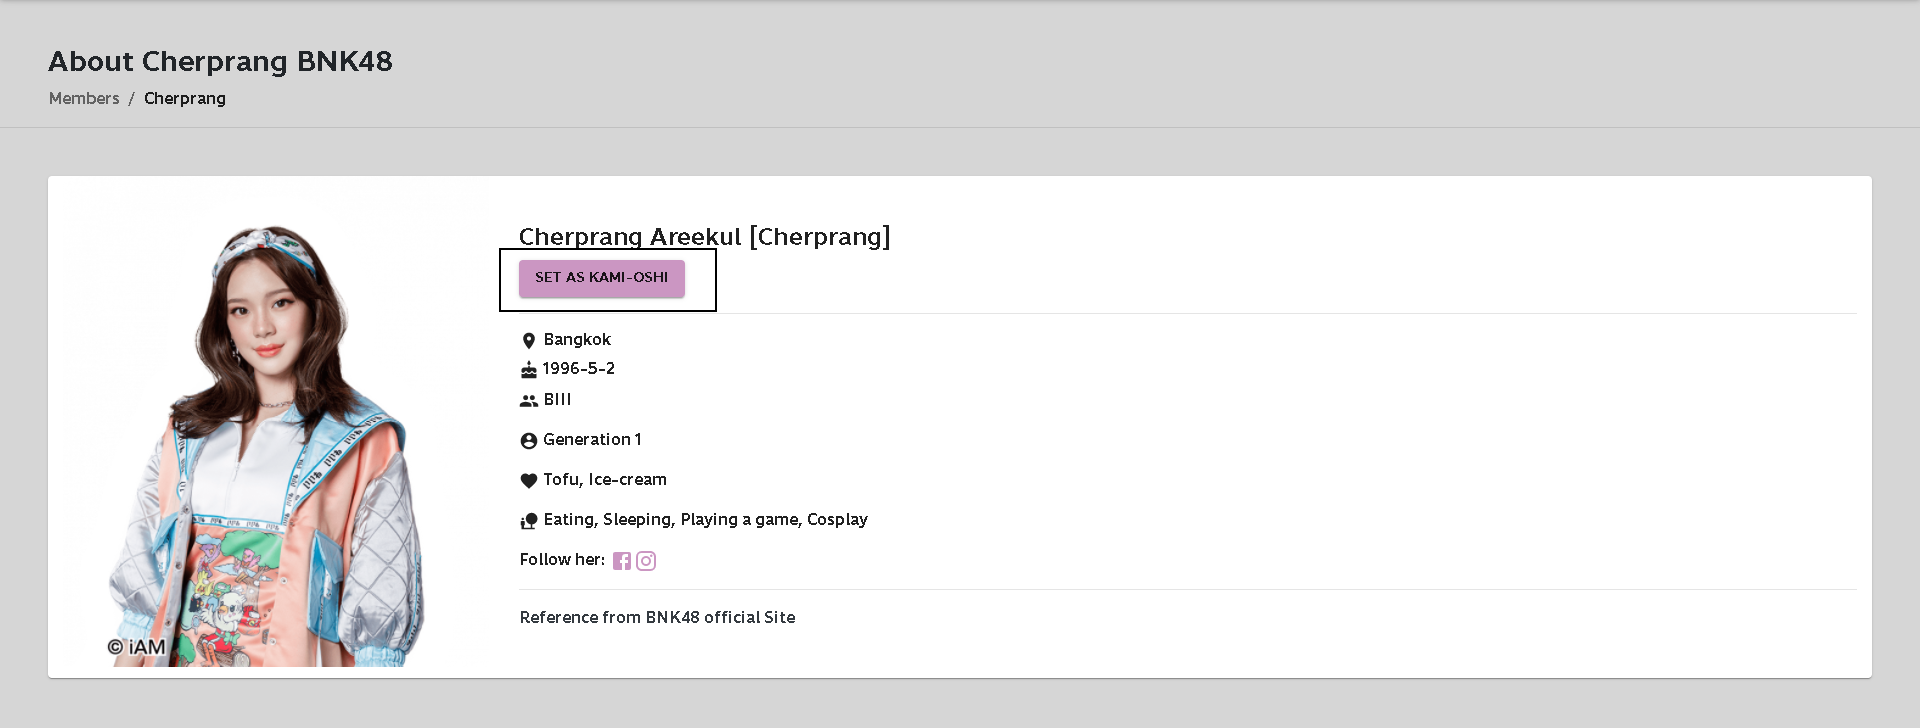 About Cherprang BNK48
Members / Cherprang
Cherprang Areekul [Cherprang]
SET AS KAMI-OSHI
Bangkok
1996-5-2
BIII
Generation 1
Tofu, Ice-cream
Eating, Sleeping, Playing a game, Cosplay
Follow her:
Reference from BNK48 official Site
© iAM